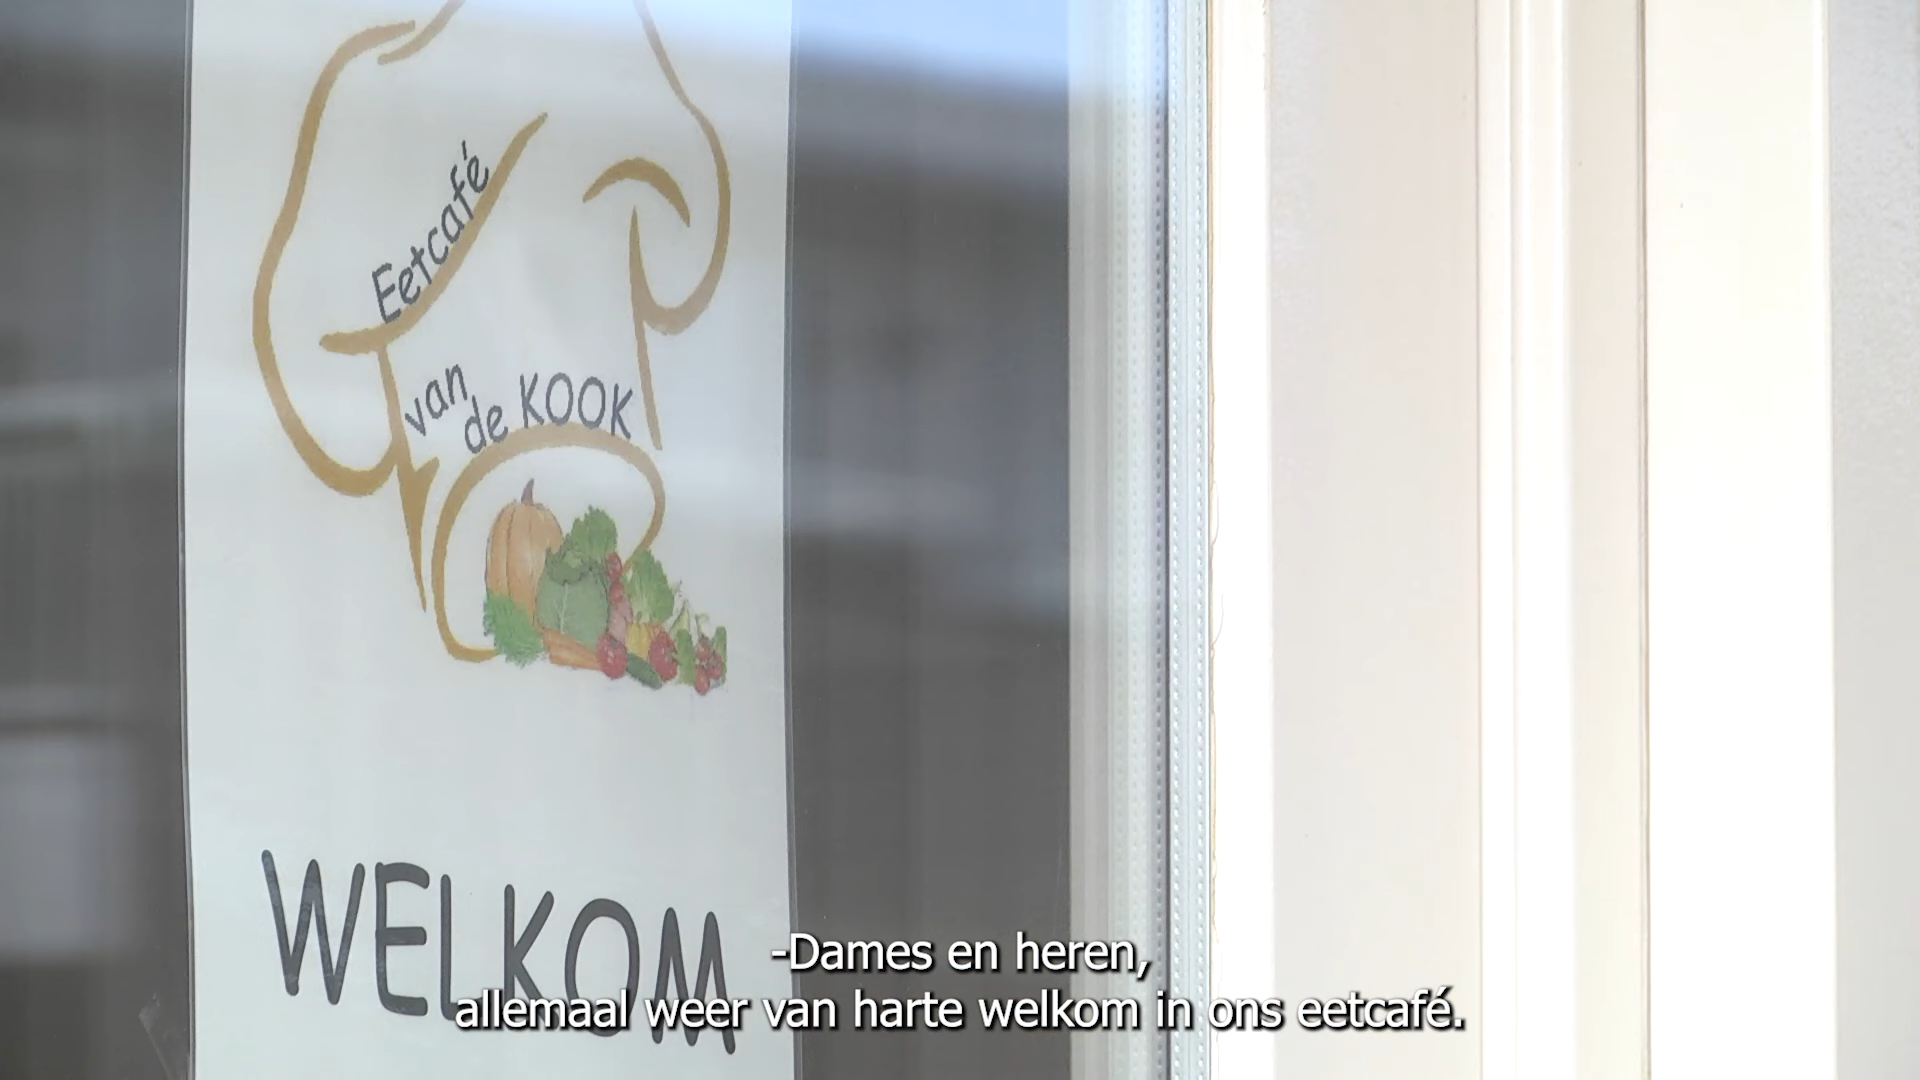 Eetcafé
van
de KOOK
WELKOM
-Dames en heren,
allemaal weer van harte welkom in ons eetcafé.